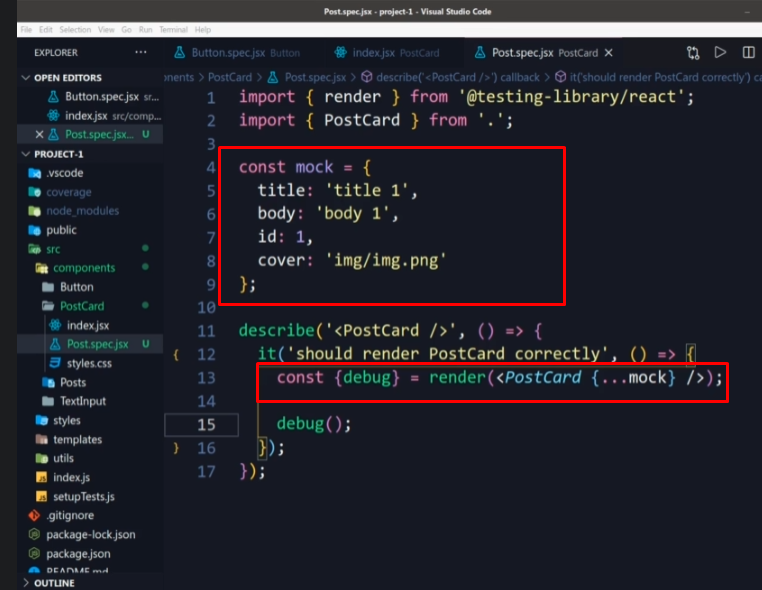 Post.spec.jsx - project-1 - Visual Studio Code
File Edit Selection View Go Run Terminal Help
EXPLORER ...
Button.spec.jsx Button
index.jsx PostCard
Post.spec.jsx PostCard
OPEN EDITORS
Button.spec.jsx sr...
index.jsx src/comp...
Post.spec.jsx... U
PROJECT-1
.vscode
coverage
node_modules
public
src
components
Button
PostCard
index.jsx
Post.spec.jsx U
styles.css
Posts
TextInput
styles
templates
utils
index.js
setupTests.js
.gitignore
package-lock.json
package.json
README.md
OUTLINE
nents > PostCard > Post.spec.jsx > describe('<PostCard />') callback > it('should render PostCard correctly') ca
1 import { render } from '@testing-library/react';
2 import { PostCard } from '.';
3
4 const mock = {
5 title: 'title 1',
6 body: 'body 1',
7 id: 1,
8 cover: 'img/img.png'
9 };
10
11 describe('<PostCard />', () => {
{ 12 it('should render PostCard correctly', () => {
13 const {debug} = render(<PostCard {...mock} />);
14
15 debug();
} 16 });
17 });